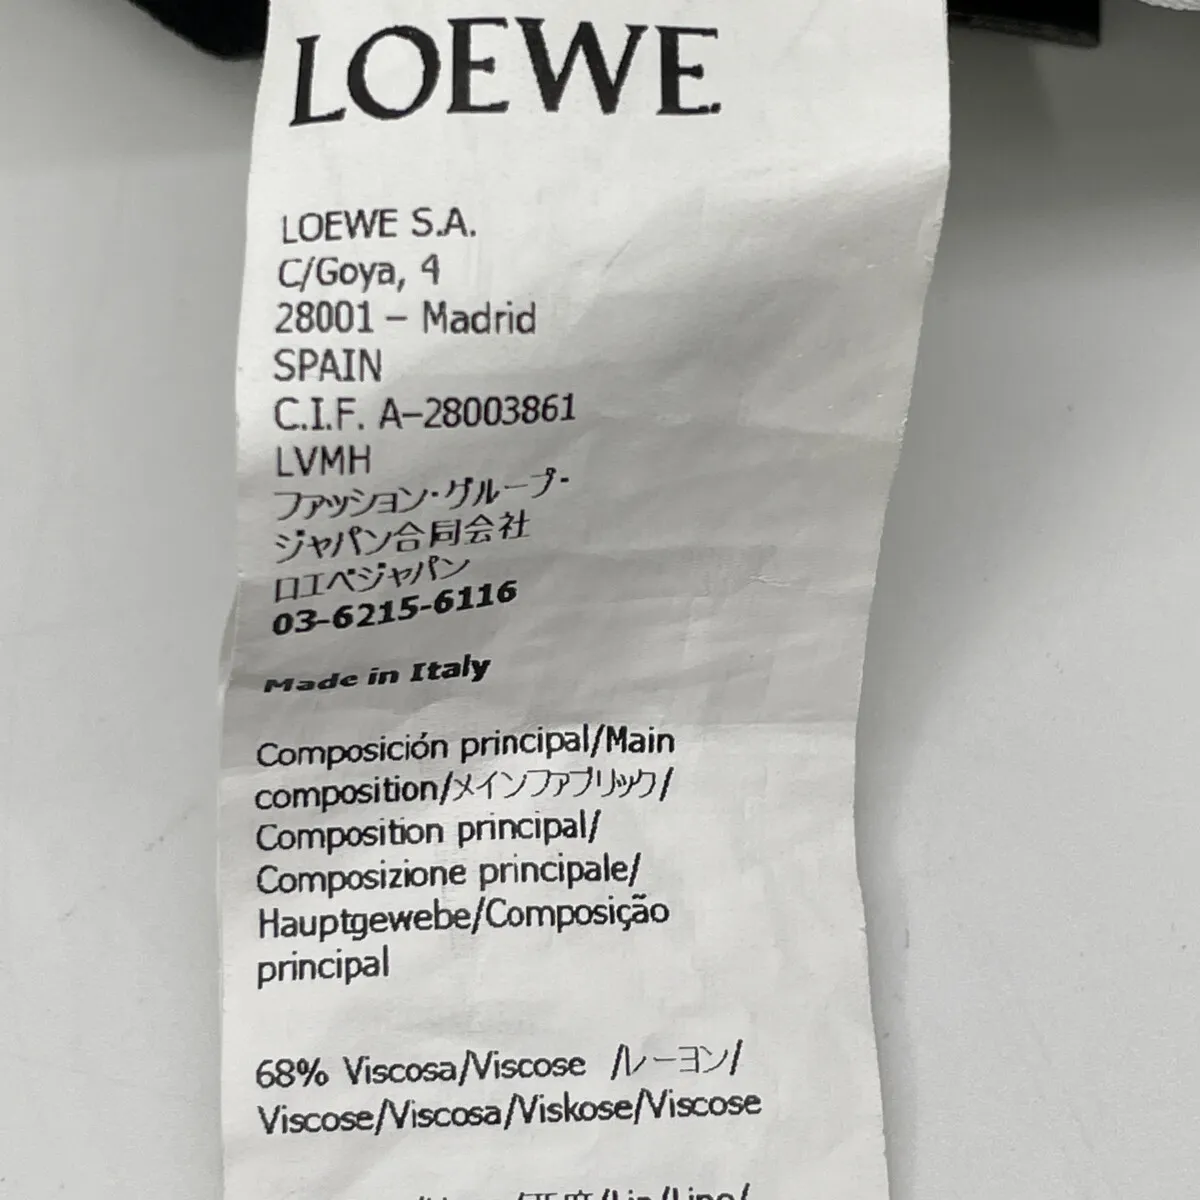 LOEWE
LOEWE S.A.
C/Goya, 4
28001 – Madrid
SPAIN
C.I.F. A-28003861
LVMH
ファッション・グループ・
ジャパン合同会社
ロエベジャパン
03-6215-6116
Made in Italy
Composición principal/Main
composition/メインファブリック/
Composition principal/
Composizione principale/
Hauptgewebe/Composição
principal
68% Viscosa/Viscose /レーヨン/
Viscose/Viscosa/Viskose/Viscose